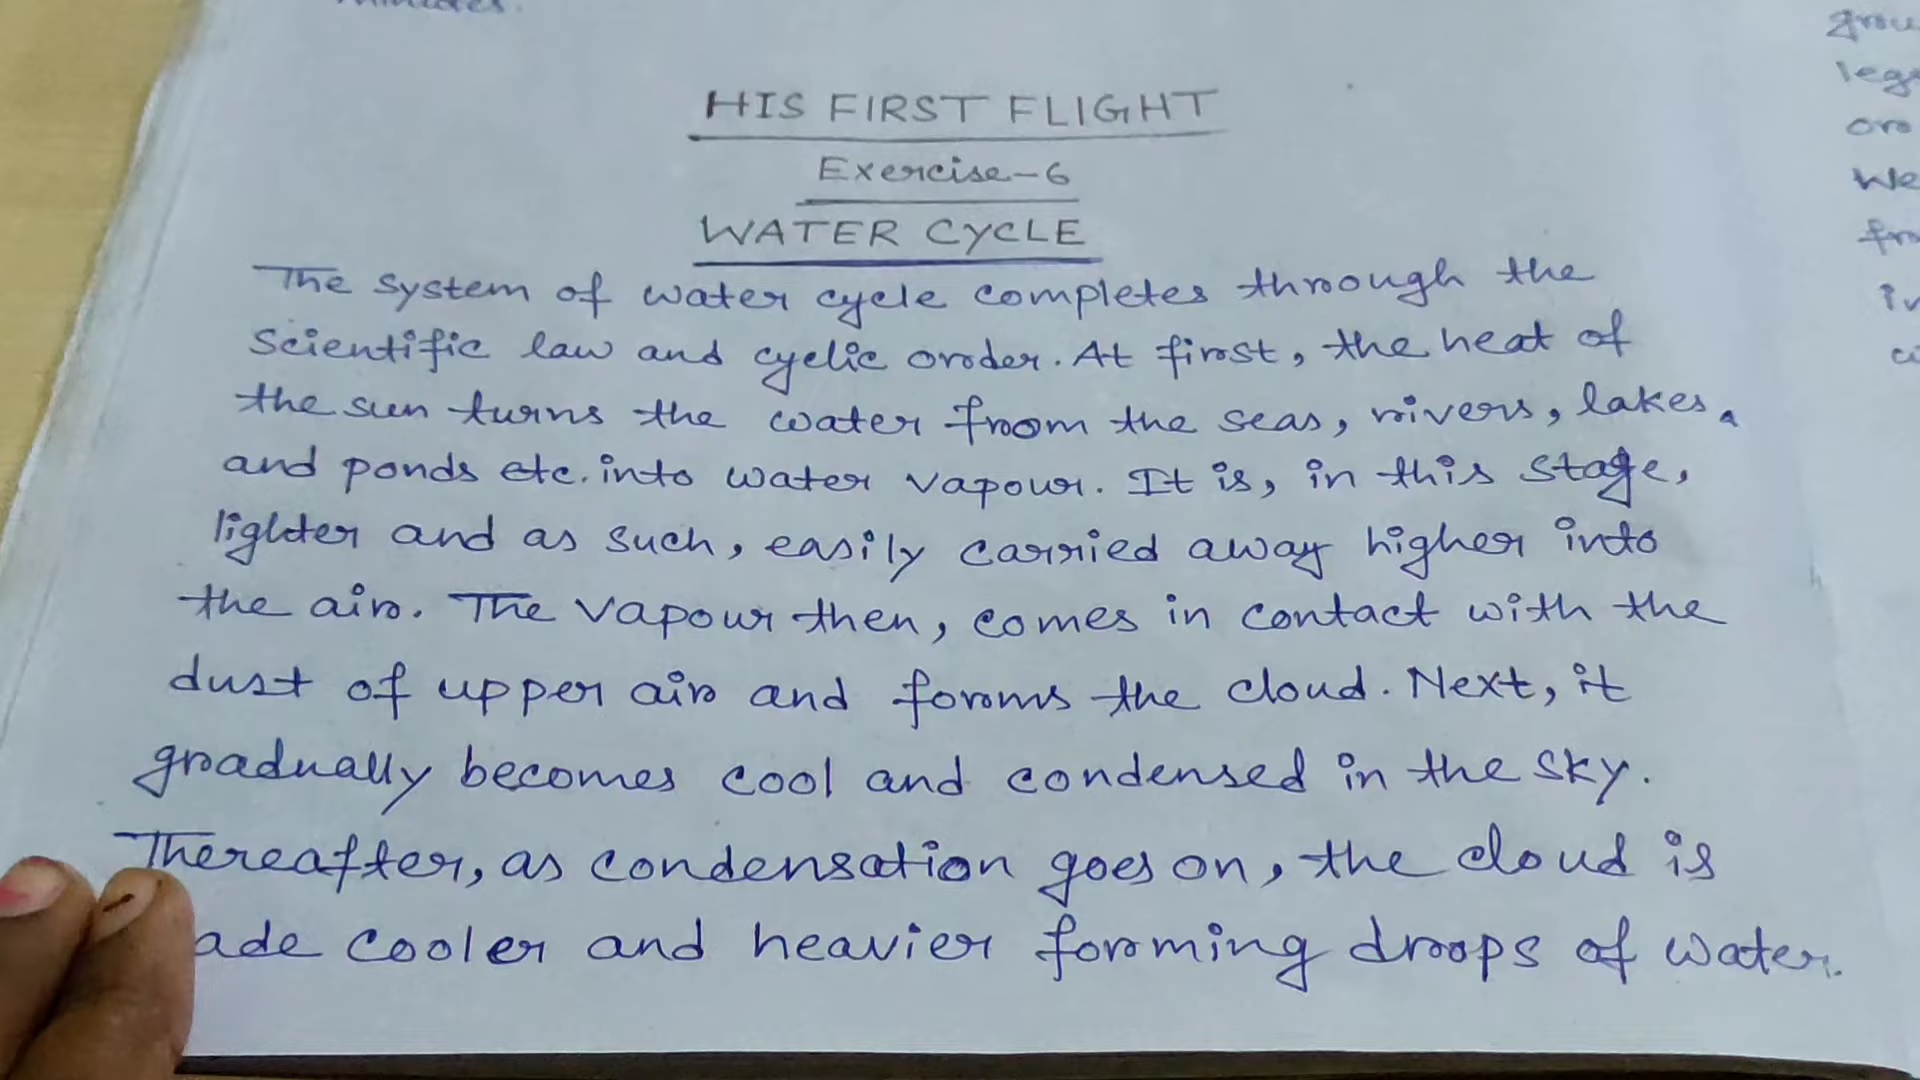 HIS FIRST FLIGHT
Exercise-6
WATER CYCLE
The system of water cycle completes through the
scientific law and cyclic order. At first, the heat of
the sun turns the water from the seas, rivers, lakes,
and ponds etc. into water vapour. It is, in this stage,
lighter and as such, easily carried away higher into
the air. The vapour then, comes in contact with the
dust of upper air and forms the cloud. Next, it
gradually becomes cool and condensed in the sky.
Thereafter, as condensation goes on, the cloud is
ade cooler and heavier forming drops of water.